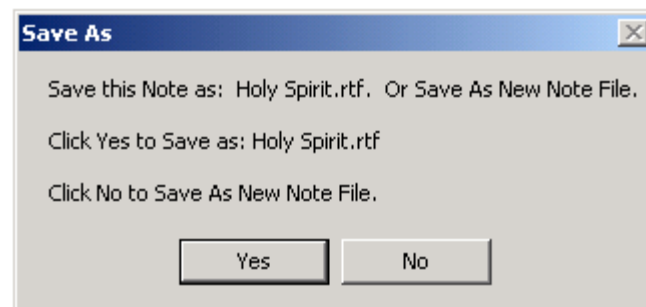 Save As
Save this Note as:  Holy Spirit.rtf.  Or Save As New Note File.
Click Yes to Save as: Holy Spirit.rtf
Click No to Save As New Note File.
Yes No